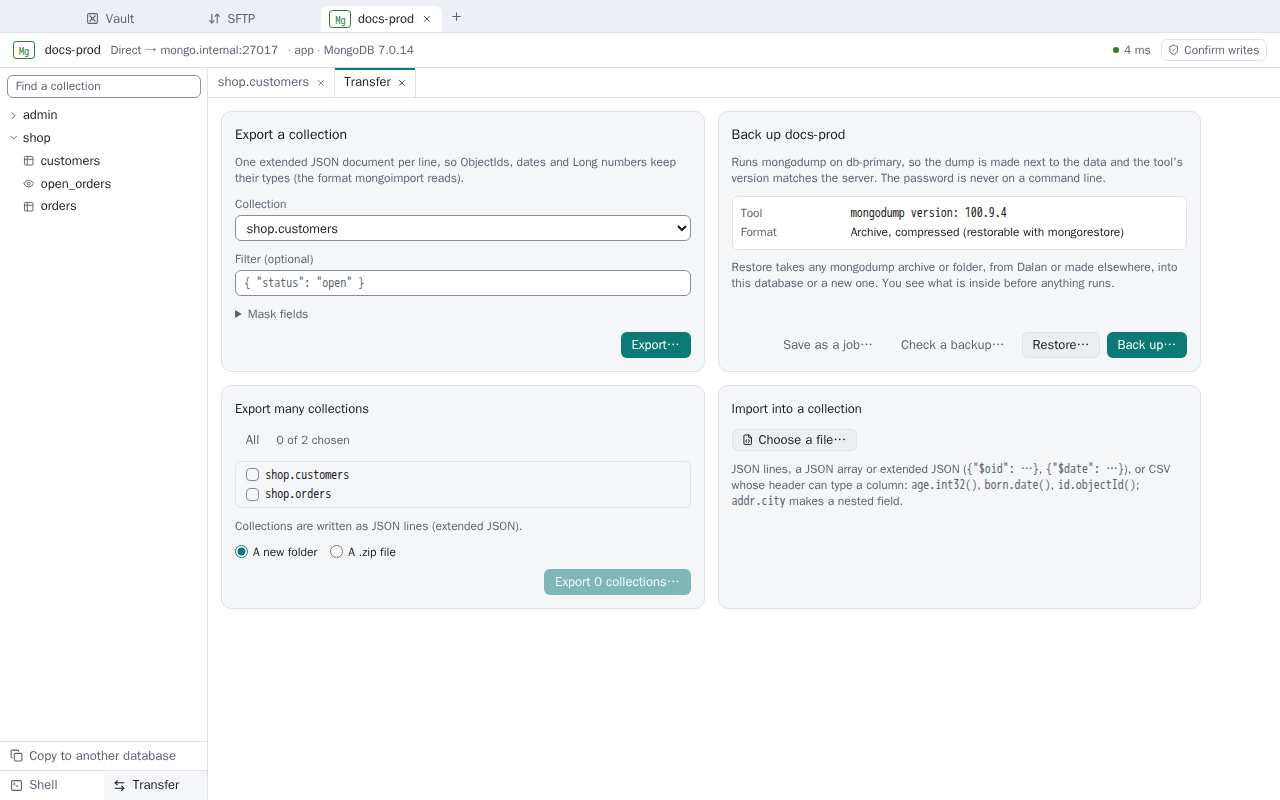 Vault
SFTP
Mg docs-prod
Mg docs-prod Direct → mongo.internal:27017 · app · MongoDB 7.0.14
4 ms
Confirm writes
Find a collection
admin
shop
customers
open_orders
orders
Copy to another database
Shell
Transfer
shop.customers
Transfer
Export a collection
One extended JSON document per line, so ObjectIds, dates and Long numbers keep
their types (the format mongoimport reads).
Collection
shop.customers
Filter (optional)
{ "status": "open" }
Mask fields
Export···
Back up docs-prod
Runs mongodump on db-primary, so the dump is made next to the data and the tool's
version matches the server. The password is never on a command line.
Tool mongodump version: 100.9.4
Format Archive, compressed (restorable with mongorestore)
Restore takes any mongodump archive or folder, from Dalan or made elsewhere, into
this database or a new one. You see what is inside before anything runs.
Save as a job··· Check a backup··· Restore··· Back up···
Export many collections
All 0 of 2 chosen
shop.customers
shop.orders
Collections are written as JSON lines (extended JSON).
A new folder A .zip file
Export 0 collections···
Import into a collection
Choose a file···
JSON lines, a JSON array or extended JSON ({"$oid": ···}, {"$date": ···}), or CSV
whose header can type a column: age.int32(), born.date(), id.objectId();
addr.city makes a nested field.